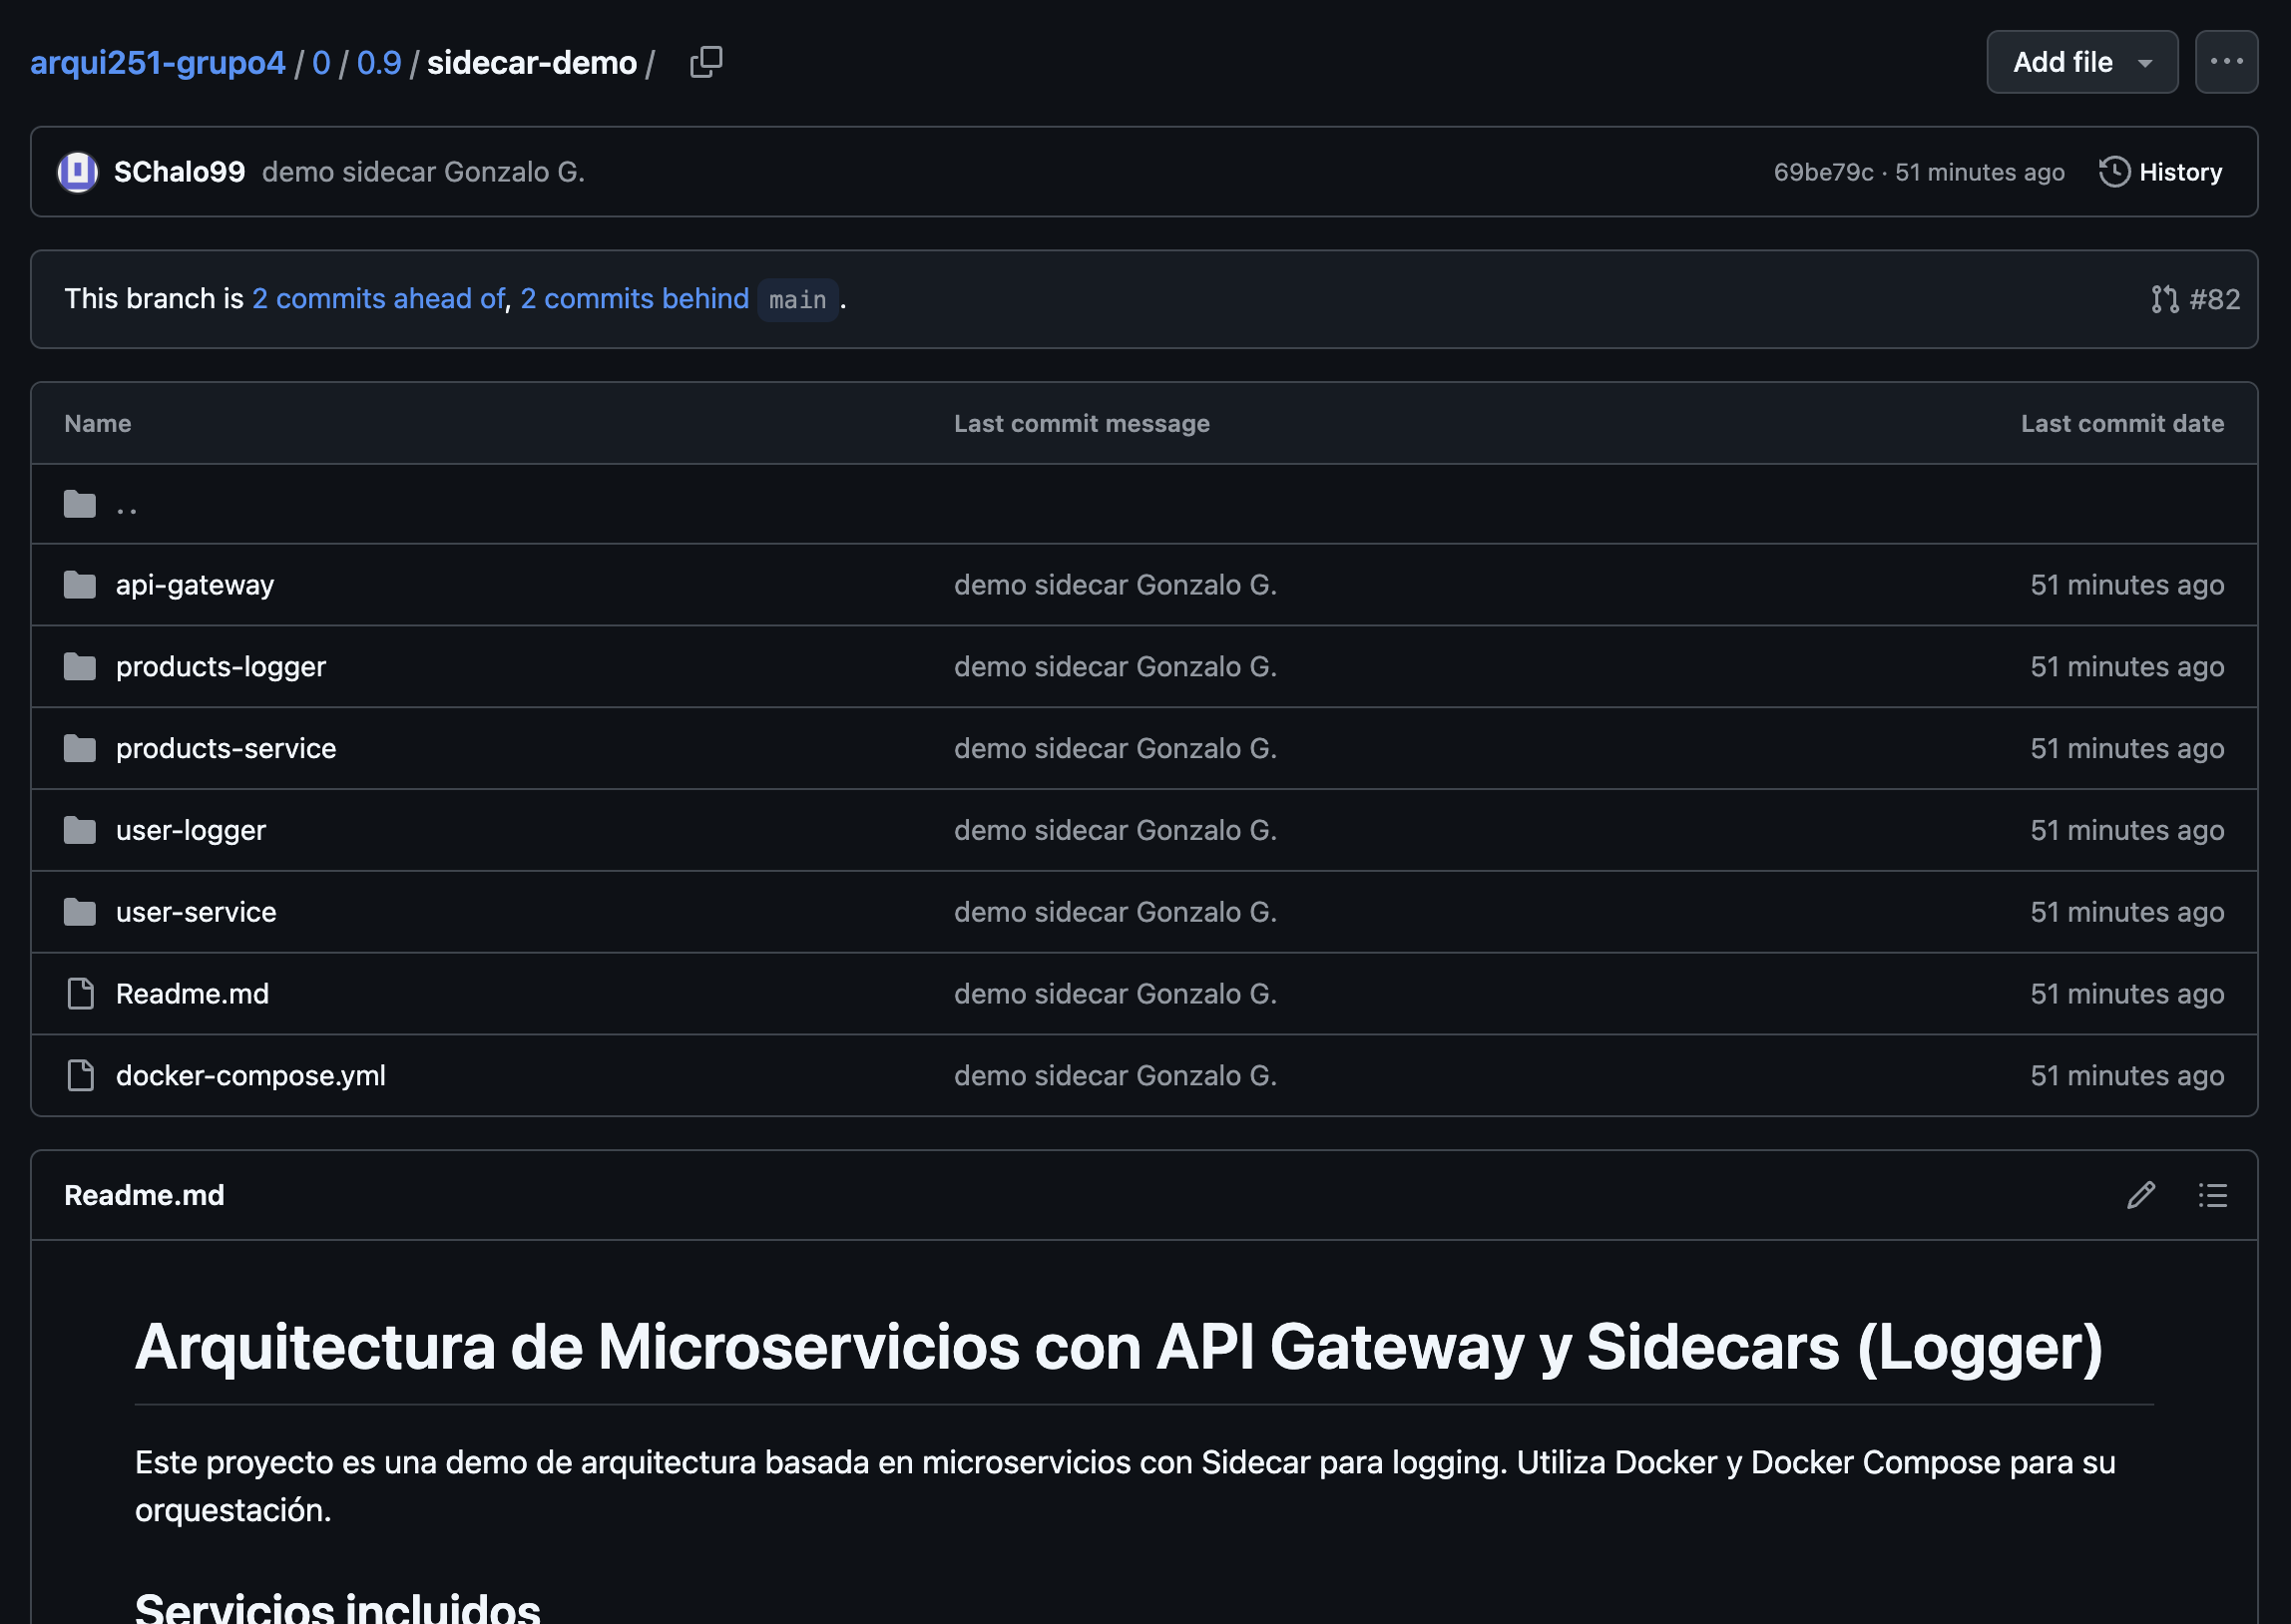 arqui251-grupo4 / 0 / 0.9 / sidecar-demo /
Add file
SChalo99 demo sidecar Gonzalo G.
69be79c · 51 minutes ago
History
This branch is 2 commits ahead of, 2 commits behind main .
#82
Name Last commit message Last commit date
..
api-gateway demo sidecar Gonzalo G. 51 minutes ago
products-logger demo sidecar Gonzalo G. 51 minutes ago
products-service demo sidecar Gonzalo G. 51 minutes ago
user-logger demo sidecar Gonzalo G. 51 minutes ago
user-service demo sidecar Gonzalo G. 51 minutes ago
Readme.md demo sidecar Gonzalo G. 51 minutes ago
docker-compose.yml demo sidecar Gonzalo G. 51 minutes ago
Readme.md
Arquitectura de Microservicios con API Gateway y Sidecars (Logger)
Este proyecto es una demo de arquitectura basada en microservicios con Sidecar para logging. Utiliza Docker y Docker Compose para su
orquestación.
Servicios incluidos